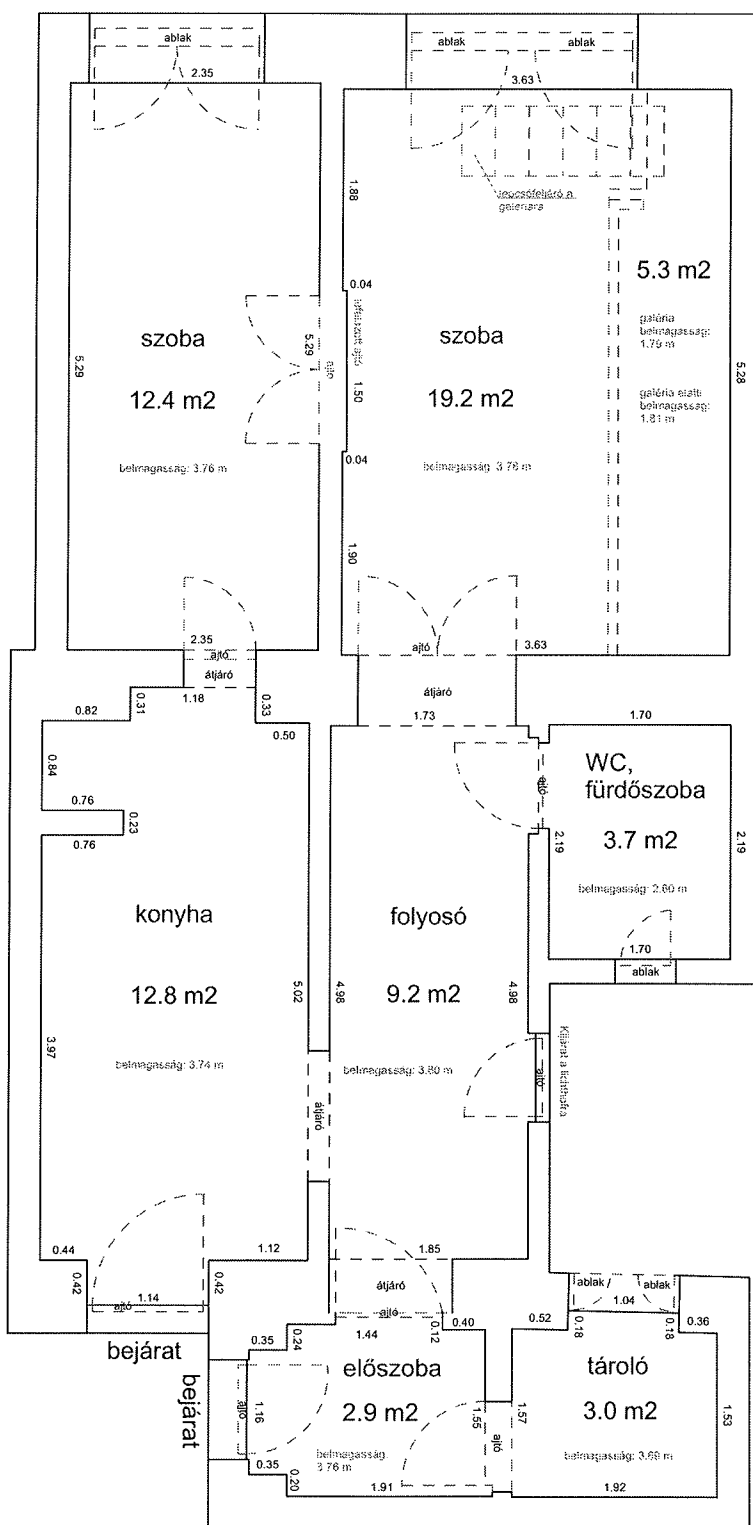 ablak
2.35
ablak
ablak
3.63
lépcsőfeljáró a
galériára
1.88
0.04
5.3 m2
galéria
belmagasság:
1.79 m
galéria alatti
belmagasság:
1.81 m
5.28
szoba
12.4 m2
belmagasság: 3.76 m
5.29
5.29
ajtó
ajtó
1.50
0.04
szoba
19.2 m2
belmagasság: 3.76 m
1.90
2.35
ajtó
átjáró
1.18
ajtó
3.63
átjáró
1.73
0.82
0.31
0.33
0.50
0.84
0.76
0.23
0.76
1.70
WC,
fürdőszoba
3.7 m2
belmagasság: 2.60 m
ajtó
2.19
2.19
1.70
ablak
konyha
12.8 m2
belmagasság: 3.74 m
5.02
3.97
átjáró
folyosó
9.2 m2
belmagasság: 3.80 m
4.98
4.98
ajtó
Kijárat a lichthofra
0.44
0.42
1.14
ajtó
0.42
1.12
bejárat
1.85
átjáró
ajtó
1.44
0.12
0.40
0.35
0.24
bejárat
ajtó
1.16
előszoba
2.9 m2
belmagasság:
3.76 m
0.35
0.20
1.91
1.55
ajtó
1.57
0.52
ablak
ablak
1.04
0.18
0.18
0.36
tároló
3.0 m2
belmagasság: 3.69 m
1.53
1.92